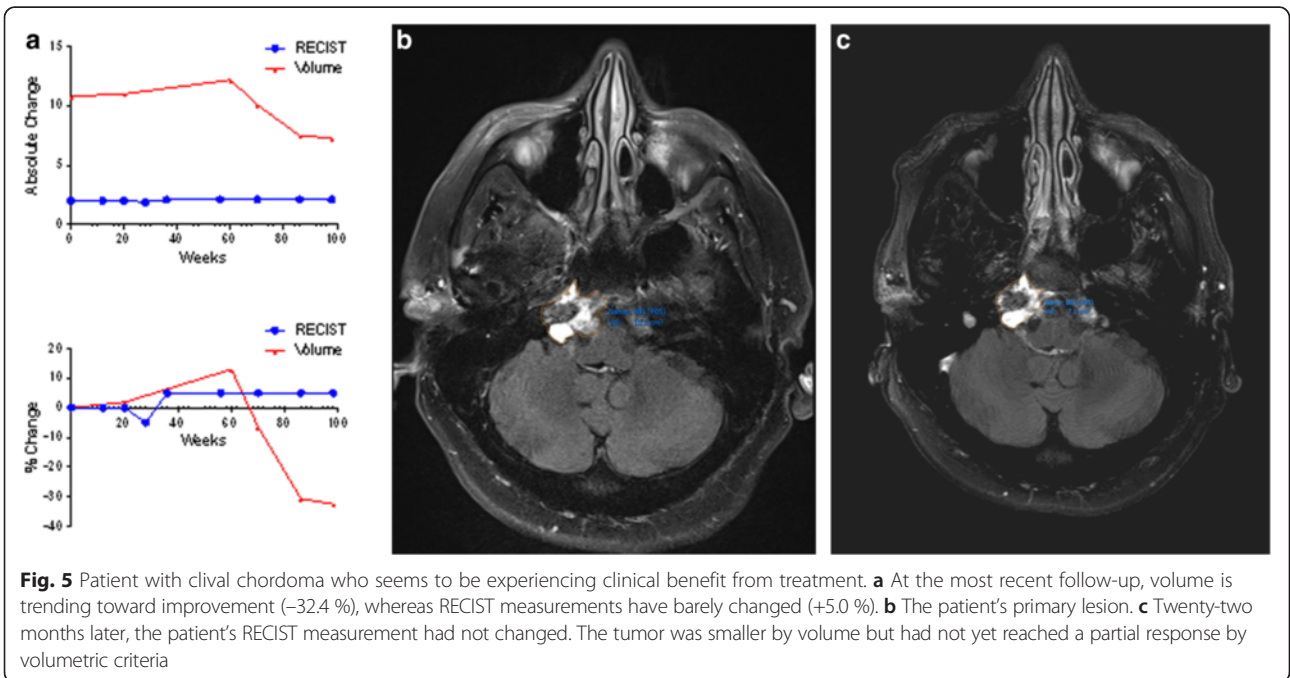 a
15
10
5
0
Absolute Change
RECIST
Volume
0 20 40 60 80 100
Weeks
20
10
0
-10
-20
-30
-40
% Change
RECIST
Volume
20 40 60 80 100
Weeks
b
c
Fig. 5 Patient with clival chordoma who seems to be experiencing clinical benefit from treatment. a At the most recent follow-up, volume is
trending toward improvement (–32.4 %), whereas RECIST measurements have barely changed (+5.0 %). b The patient's primary lesion. c Twenty-two
months later, the patient's RECIST measurement had not changed. The tumor was smaller by volume but had not yet reached a partial response by
volumetric criteria